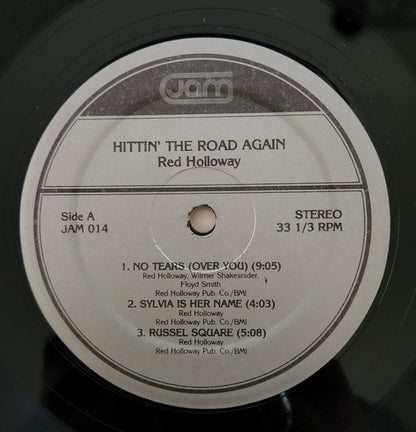 Jam
HITTIN' THE ROAD AGAIN
Red Holloway
Side A
JAM 014
STEREO
33 1/3 RPM
1. NO TEARS (OVER YOU) (9:05)
Red Holloway, Wilmer Shakesnider,
Floyd Smith
Red Holloway Pub. Co./BMI
2. SYLVIA IS HER NAME (4:03)
Red Holloway
Red Holloway Pub. Co./BMI
3. RUSSEL SQUARE (5:08)
Red Holloway
Red Holloway Pub. Co./BMI